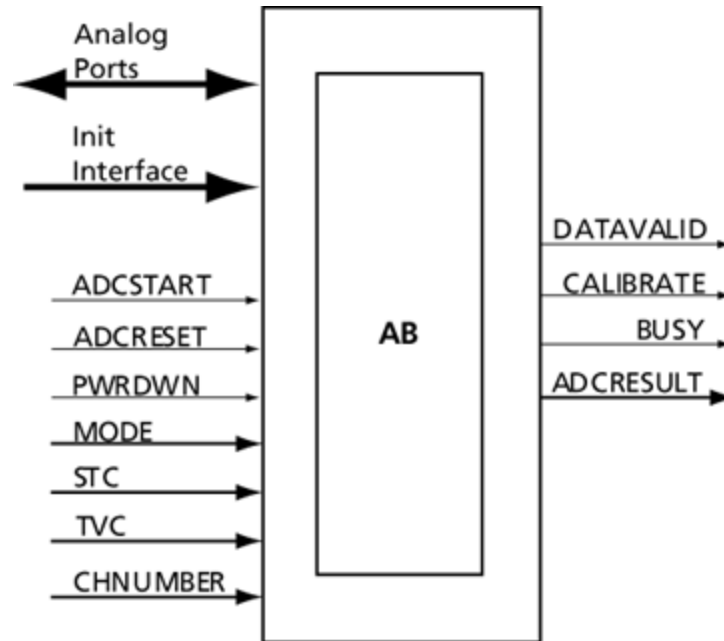 Analog
Ports
Init
Interface
ADCSTART
ADCRESET
PWRDWN
MODE
STC
TVC
CHNUMBER
AB
DATAVALID
CALIBRATE
BUSY
ADCRESULT